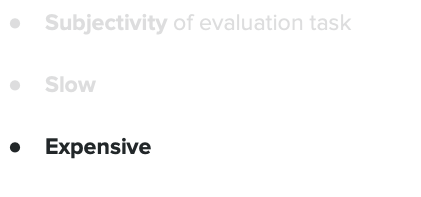 ● Subjectivity of evaluation task
● Slow
● Expensive